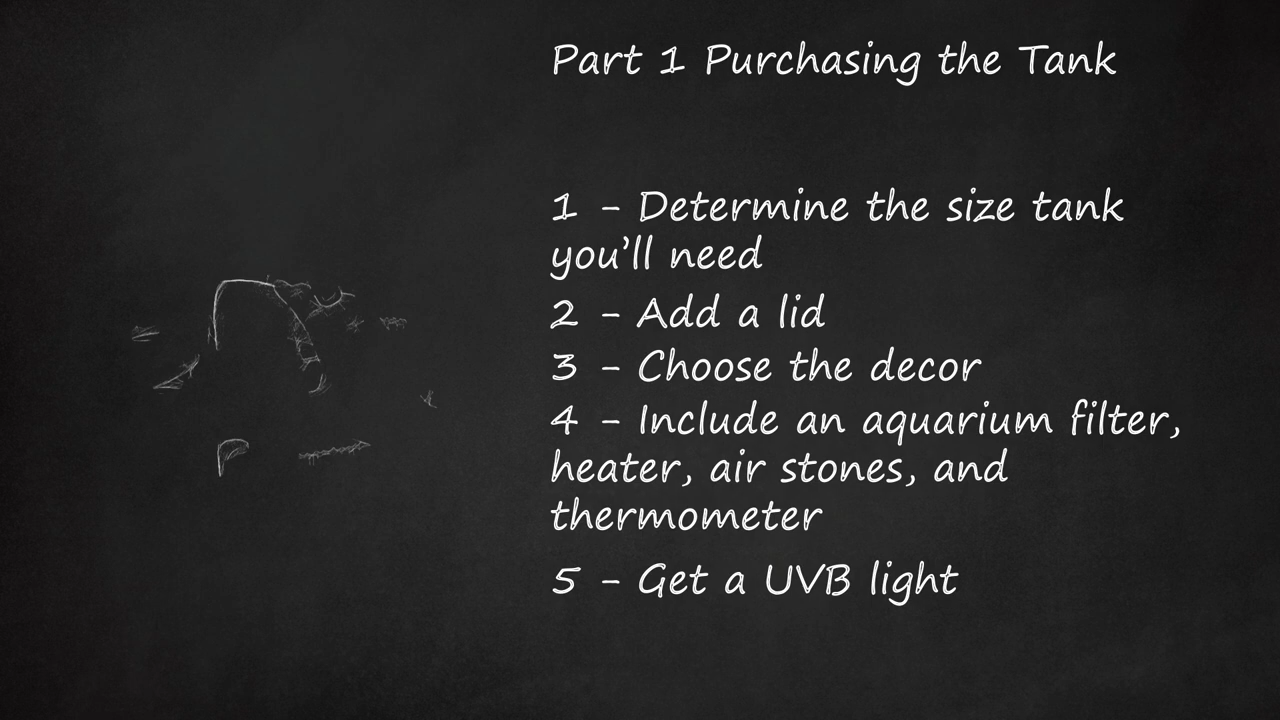 Part 1 Purchasing the Tank
1 - Determine the size tank
you'll need
2 - Add a lid
3 - Choose the decor
4 - Include an aquarium filter,
heater, air stones, and
thermometer
5 - Get a UVB light